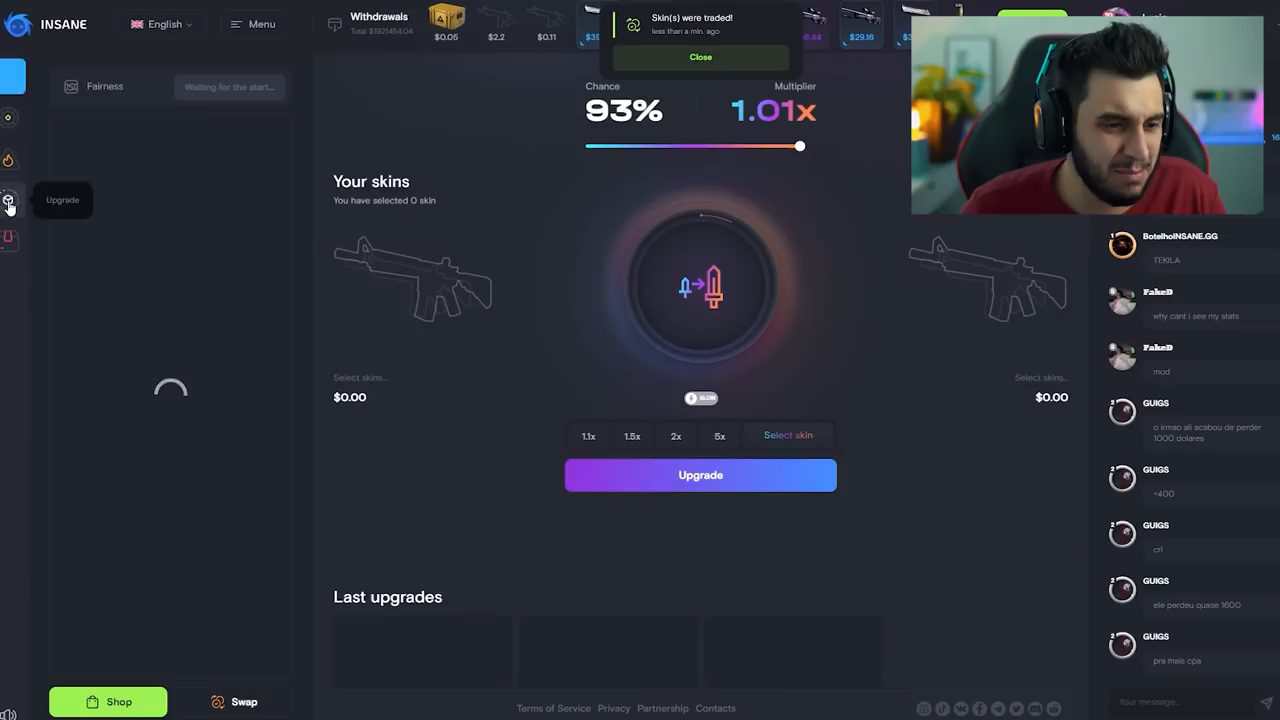 INSANE
English
Menu
Withdrawals
Total $1921454.04
$0.05
$2.2
$0.11
$29.16
Skin(s) were traded!
less than a min. ago
Close
Fairness
Waiting for the start...
Chance
93%
Multiplier
1.01x
Upgrade
Your skins
You have selected 0 skin
Select skins..
$0.00
Select skins..
$0.00
SLOW
1.1x
1.5x
2x
5x
Select skin
Upgrade
Last upgrades
Shop
Swap
Terms of Service
Privacy
Partnership
Contacts
BotelhoINSANE.GG
TEKILA
FakeD
why cant i see my stats
FakeD
mod
GUIGS
o irmao ali acabou de perder
1000 dolares
GUIGS
+400
GUIGS
crl
GUIGS
ele perdeu quase 1600
GUIGS
pra mais cpa
Your message...